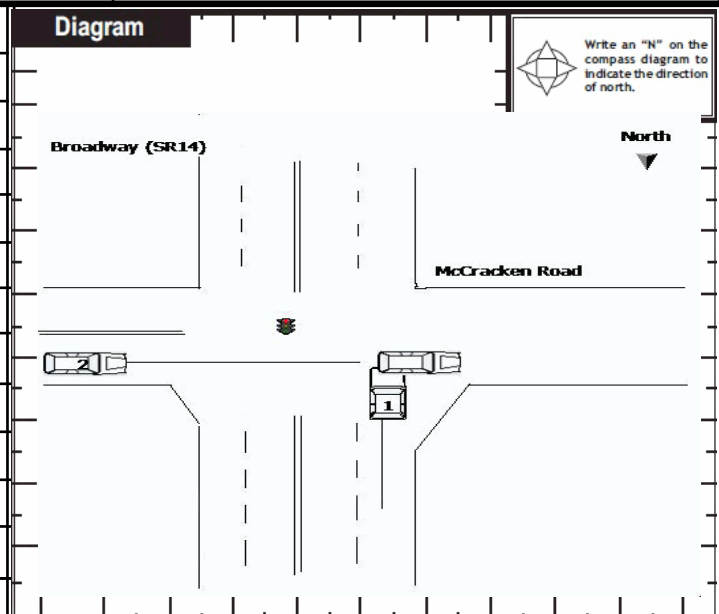 Diagram
Write an “N” on the
compass diagram to
indicate the direction
of north.
Broadway (SR14)
North
McCracken Road
2
1